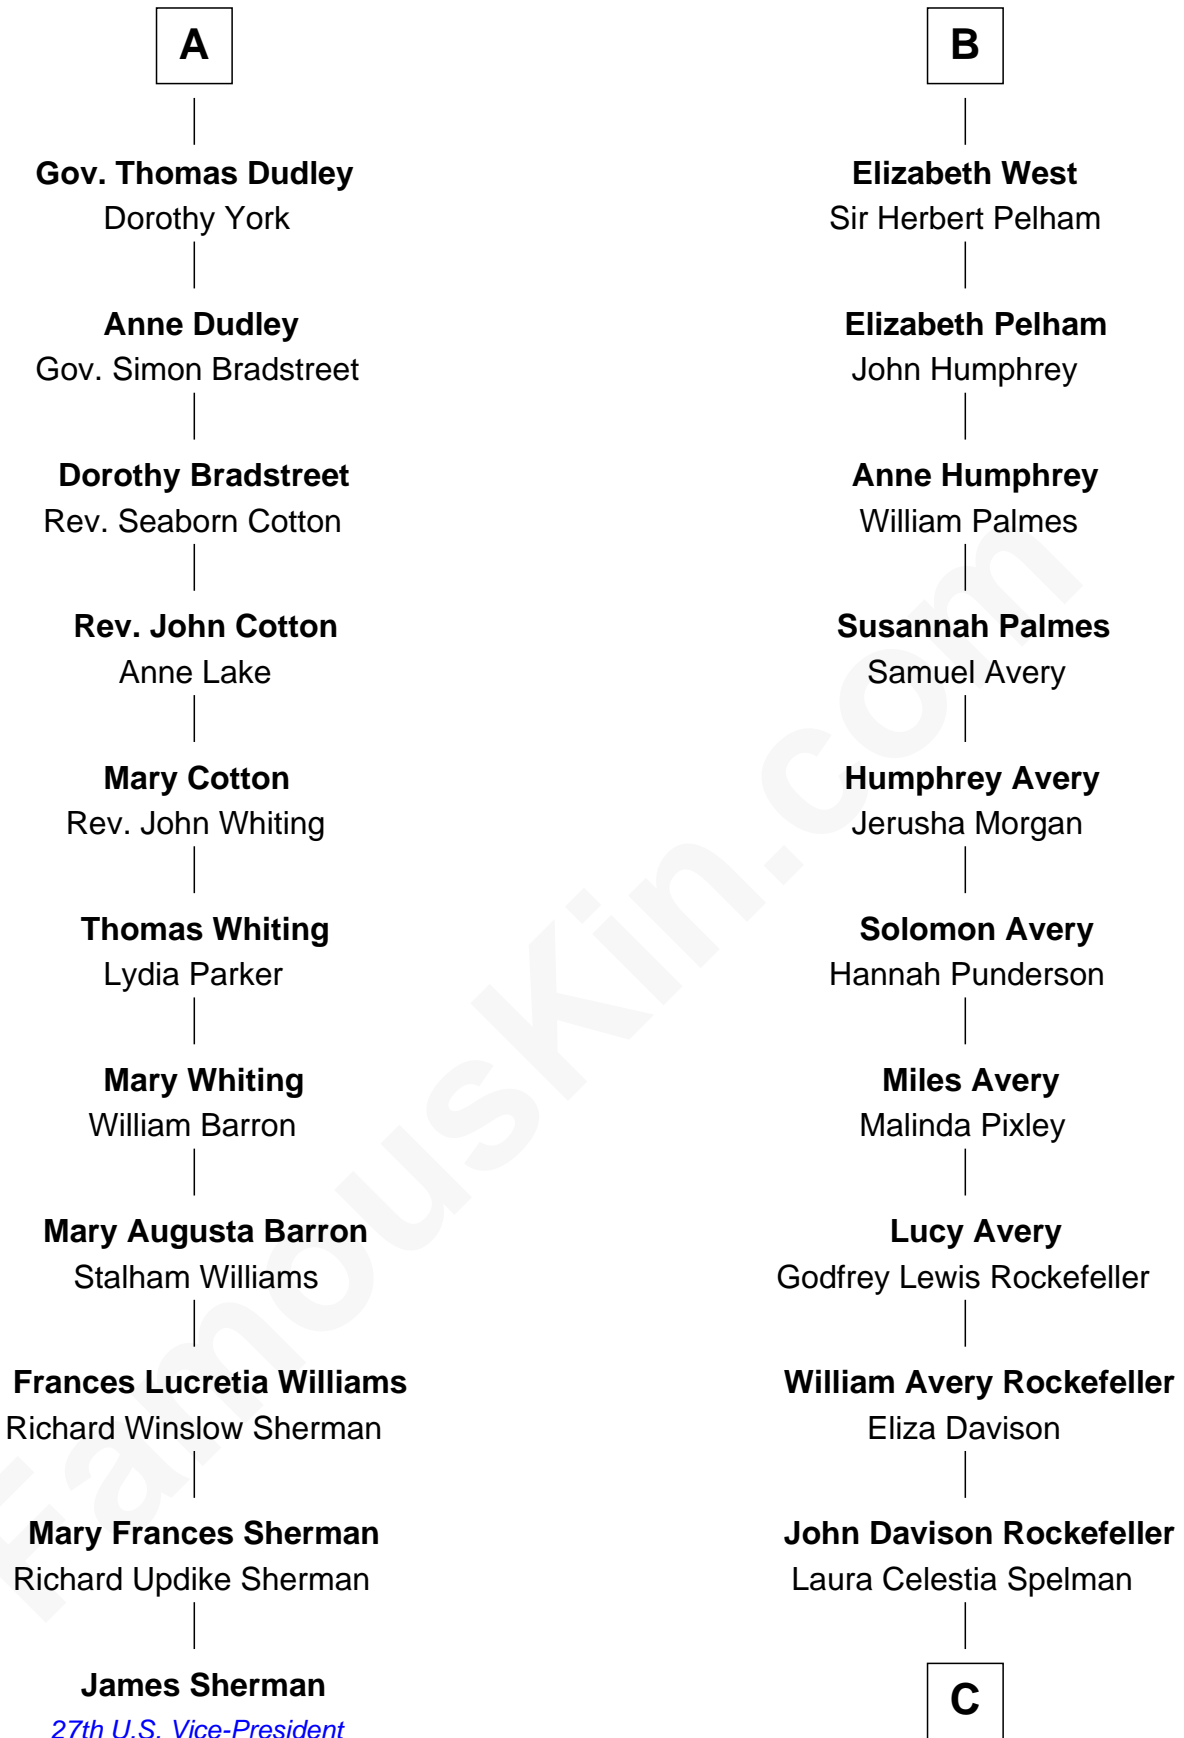 A
Gov. Thomas Dudley
Dorothy York
Anne Dudley
Gov. Simon Bradstreet
Dorothy Bradstreet
Rev. Seaborn Cotton
Rev. John Cotton
Anne Lake
Mary Cotton
Rev. John Whiting
Thomas Whiting
Lydia Parker
Mary Whiting
William Barron
Mary Augusta Barron
Stalham Williams
Frances Lucretia Williams
Richard Winslow Sherman
Mary Frances Sherman
Richard Updike Sherman
James Sherman
27th U.S. Vice-President
B
Elizabeth West
Sir Herbert Pelham
Elizabeth Pelham
John Humphrey
Anne Humphrey
William Palmes
Susannah Palmes
Samuel Avery
Humphrey Avery
Jerusha Morgan
Solomon Avery
Hannah Punderson
Miles Avery
Malinda Pixley
Lucy Avery
Godfrey Lewis Rockefeller
William Avery Rockefeller
Eliza Davison
John Davison Rockefeller
Laura Celestia Spelman
C
FamousKin.com